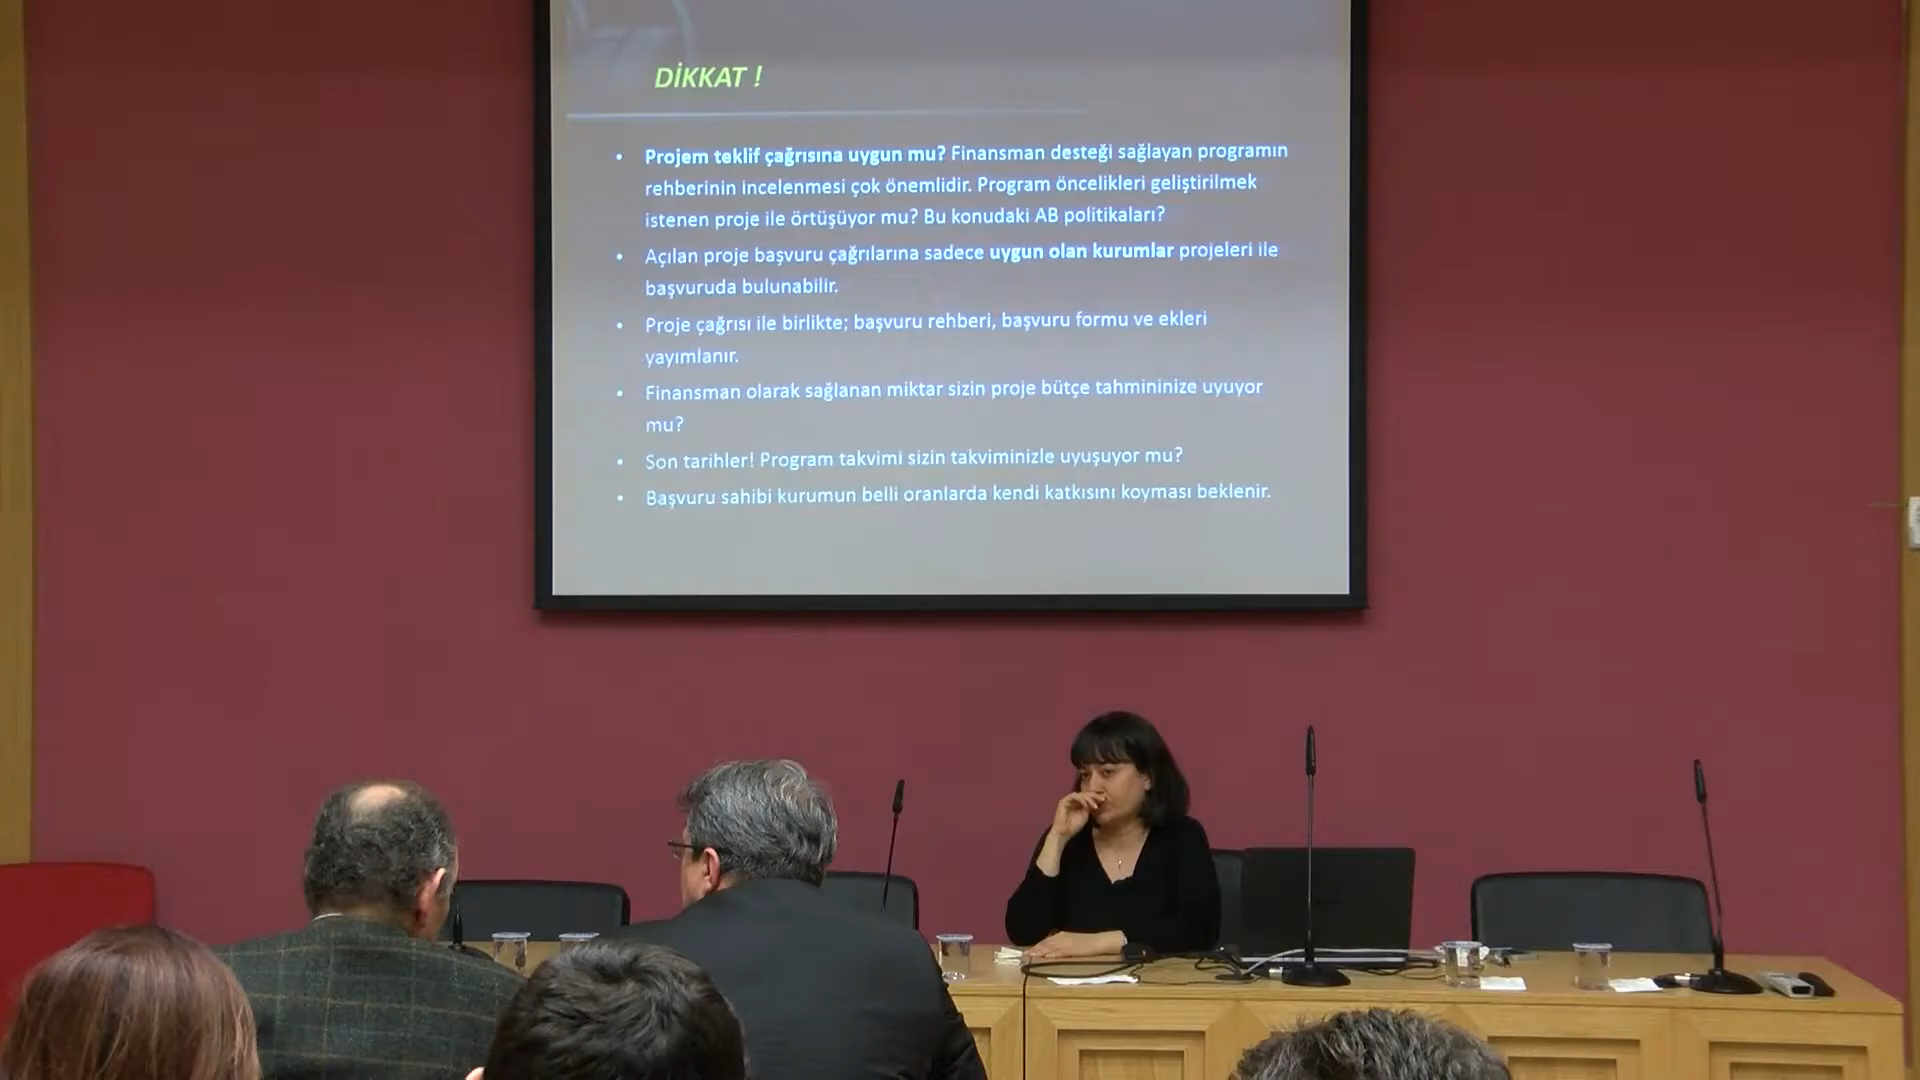 DİKKAT !
• Projem teklif çağrısına uygun mu? Finansman desteği sağlayan programın
rehberinin incelenmesi çok önemlidir. Program öncelikleri geliştirilmek
istenen proje ile örtüşüyor mu? Bu konudaki AB politikaları?
• Açılan proje başvuru çağrılarına sadece uygun olan kurumlar projeleri ile
başvuruda bulunabilir.
• Proje çağrısı ile birlikte; başvuru rehberi, başvuru formu ve ekleri
yayımlanır.
• Finansman olarak sağlanan miktar sizin proje bütçe tahmininize uyuyor
mu?
• Son tarihler! Program takvimi sizin takviminizle uyuşuyor mu?
• Başvuru sahibi kurumun belli oranlarda kendi katkısını koyması beklenir.